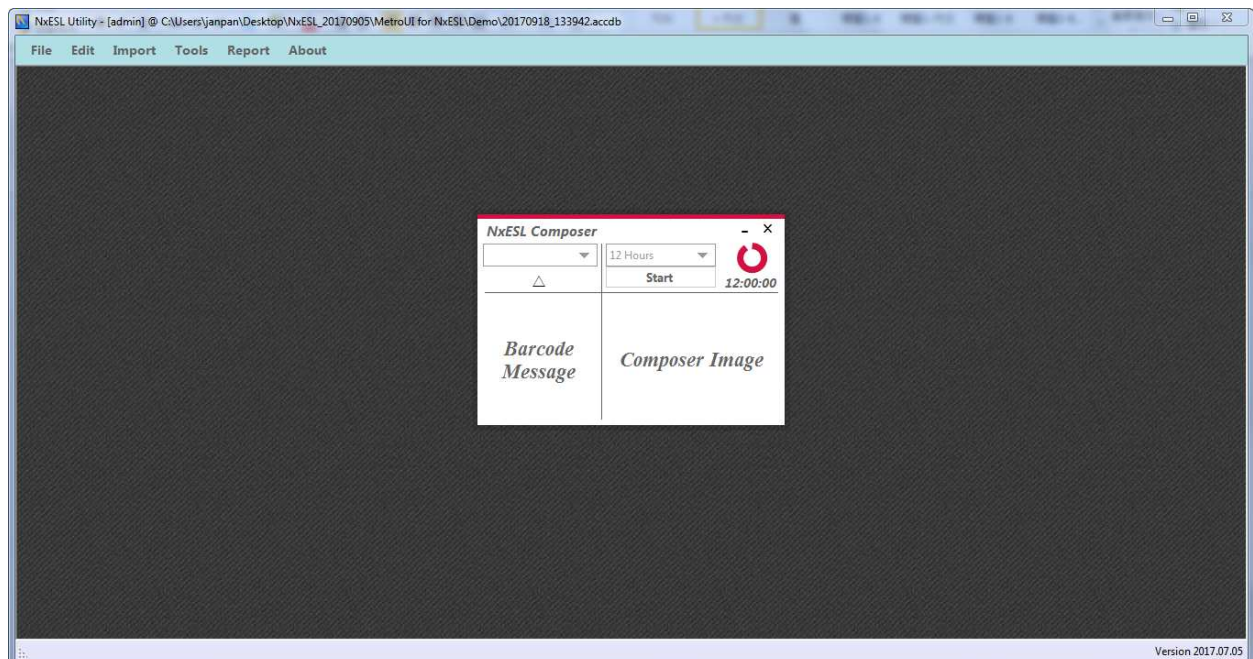 NxESL Utility - [admin] @ C:\Users\janpan\Desktop\NxESL_20170905\MetroUI for NxESL\Demo\20170918_133942.accdb
File Edit Import Tools Report About
NxESL Composer
12 Hours
Start
12:00:00
Barcode
Message
Composer Image
Version 2017.07.05